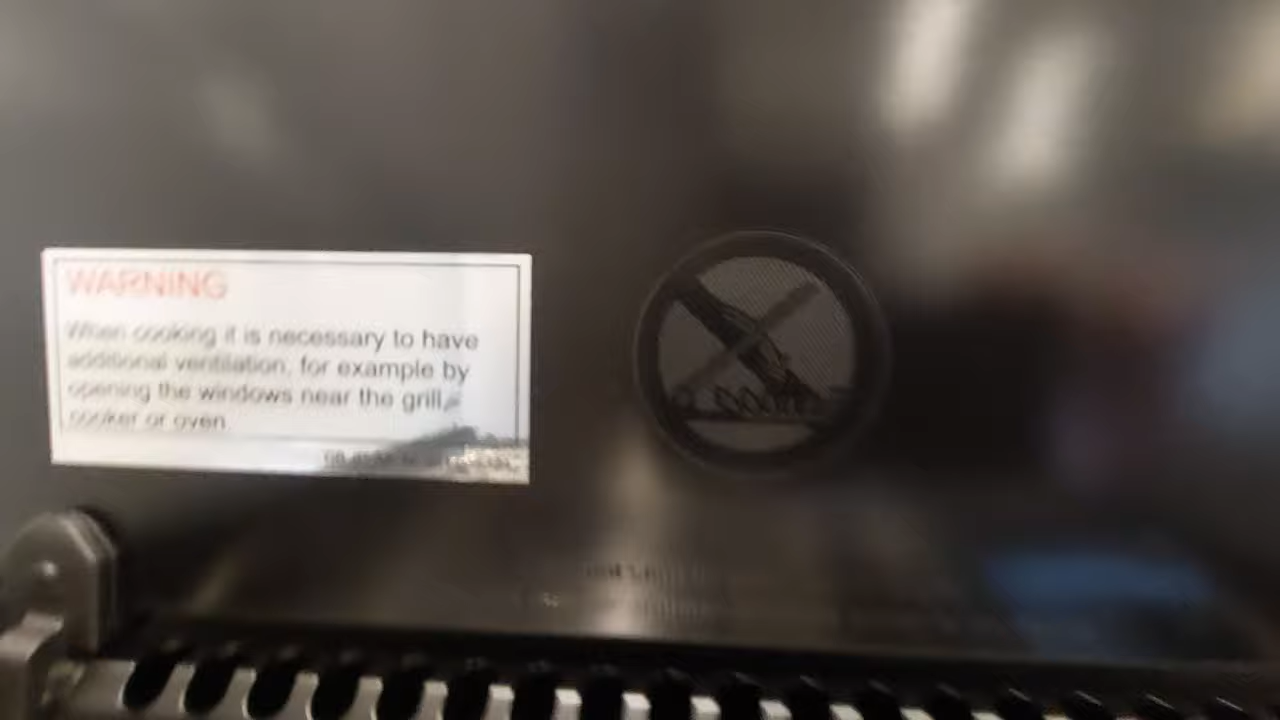 WARNING
When cooking it is necessary to have
additional ventilation, for example by
opening the windows near the grill,
cooker or oven